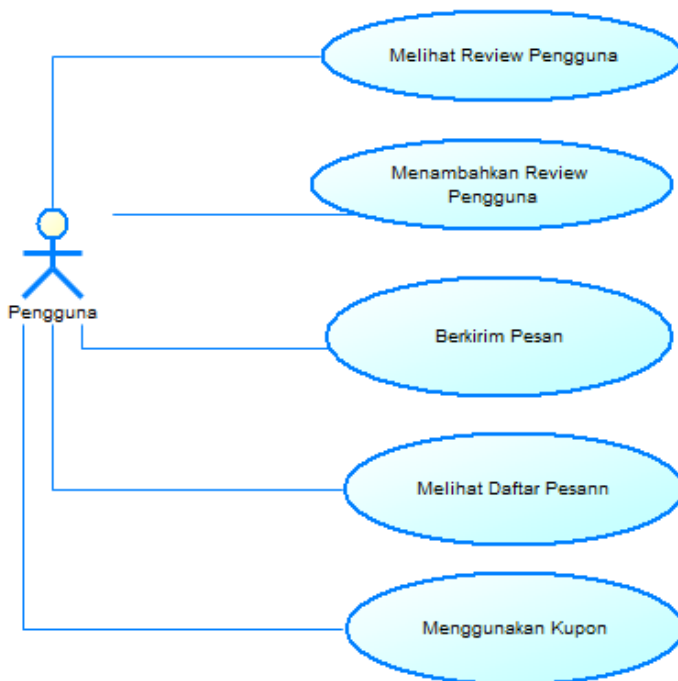 Melihat Review Pengguna
Menambahkan Review
Pengguna
Pengguna
Berkirim Pesan
Melihat Daftar Pesann
Menggunakan Kupon